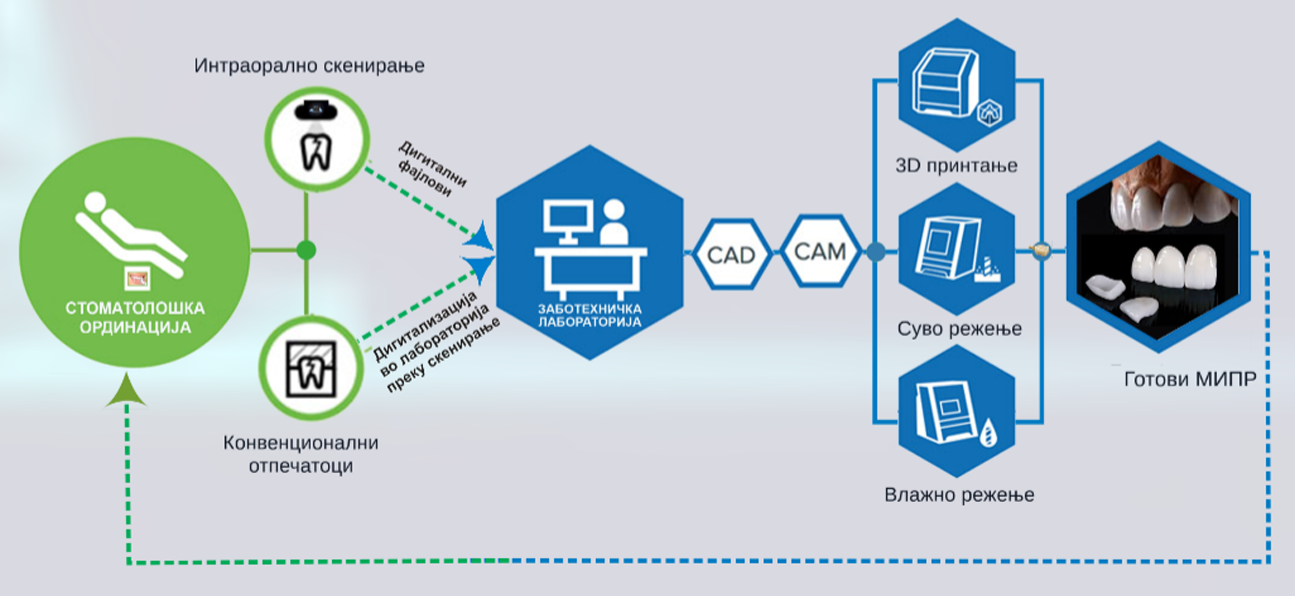 Интраорално скенирање
Дигитални
фајлови
СТОМАТОЛОШКА
ОРДИНАЦИЈА
Дигитализација
во лабораторија
преку скенирање
Конвенционални
отпечатоци
ЗАБОТЕХНИЧКА
ЛАБОРАТОРИЈА
CAD
CAM
3D принтање
Суво режење
Влажно режење
Готови МИПР